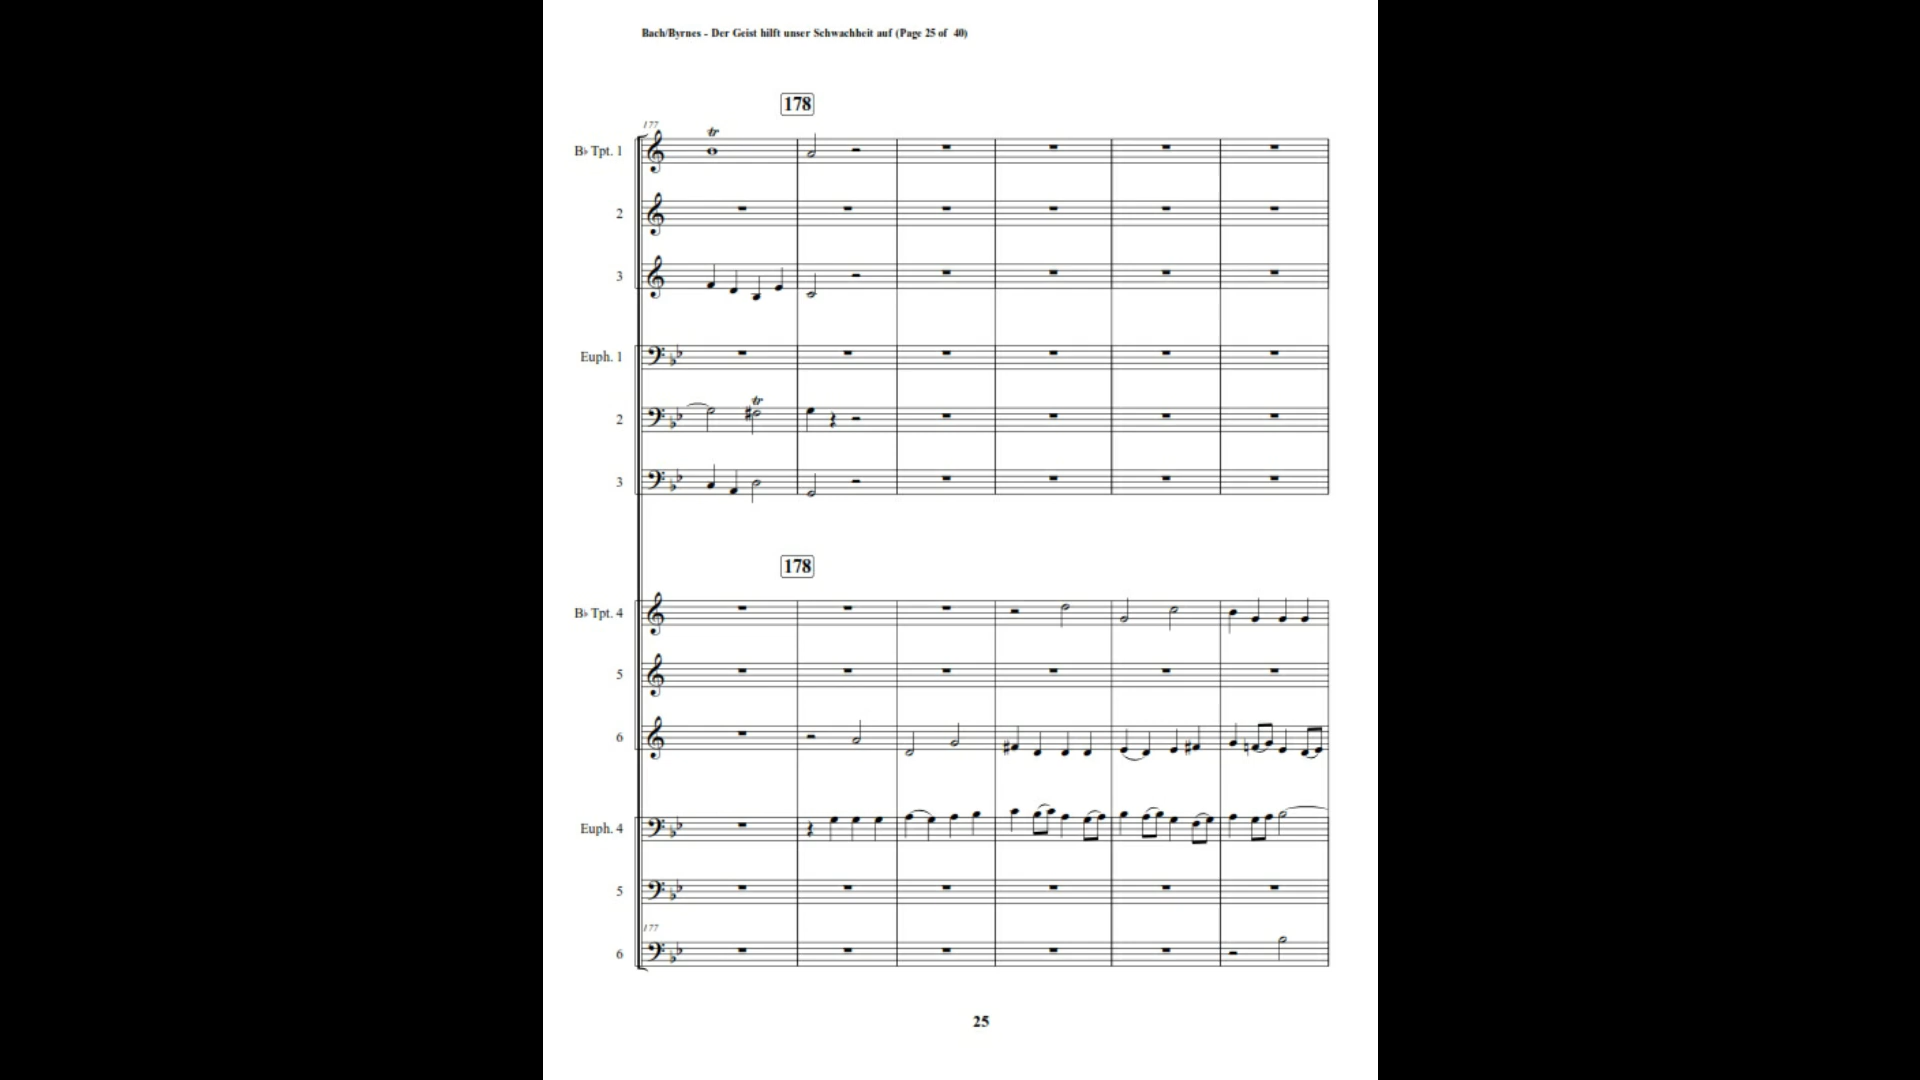 Bach/Byrnes - Der Geist hilft unser Schwachheit auf (Page 25 of 40)
178
177
B♭ Tpt. 1
tr
2
3
Euph. 1
2
tr
3
178
B♭ Tpt. 4
5
6
Euph. 4
5
177
6
25